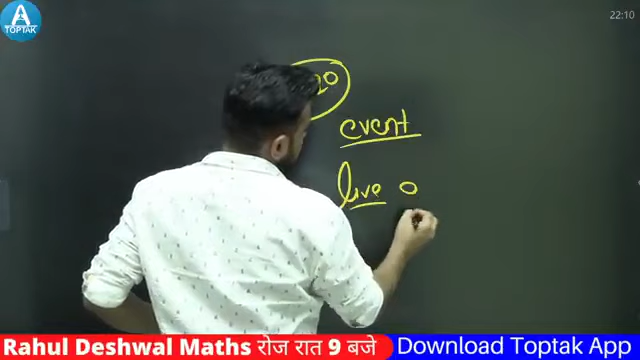 TOPTAK
22:10
event
live o
Rahul Deshwal Maths रोज रात 9 बजे
Download Toptak App